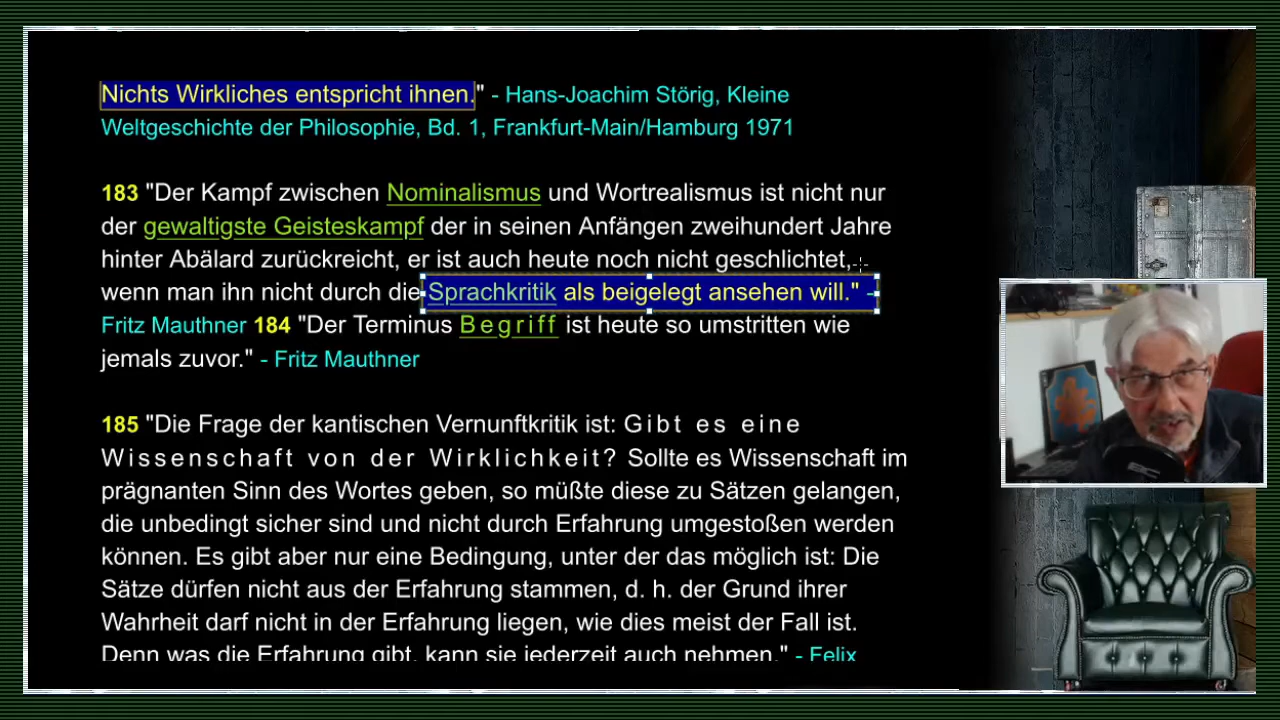 Nichts Wirkliches entspricht ihnen." - Hans-Joachim Störig, Kleine
Weltgeschichte der Philosophie, Bd. 1, Frankfurt-Main/Hamburg 1971
183 "Der Kampf zwischen Nominalismus und Wortrealismus ist nicht nur
der gewaltigste Geisteskampf der in seinen Anfängen zweihundert Jahre
hinter Abälard zurückreicht, er ist auch heute noch nicht geschlichtet,
wenn man ihn nicht durch die Sprachkritik als beigelegt ansehen will." -
Fritz Mauthner 184 "Der Terminus Begriff ist heute so umstritten wie
jemals zuvor." - Fritz Mauthner
185 "Die Frage der kantischen Vernunftkritik ist: Gibt es eine
Wissenschaft von der Wirklichkeit? Sollte es Wissenschaft im
prägnanten Sinn des Wortes geben, so müßte diese zu Sätzen gelangen,
die unbedingt sicher sind und nicht durch Erfahrung umgestoßen werden
können. Es gibt aber nur eine Bedingung, unter der das möglich ist: Die
Sätze dürfen nicht aus der Erfahrung stammen, d. h. der Grund ihrer
Wahrheit darf nicht in der Erfahrung liegen, wie dies meist der Fall ist.
Denn was die Erfahrung gibt, kann sie jederzeit auch nehmen." - Felix